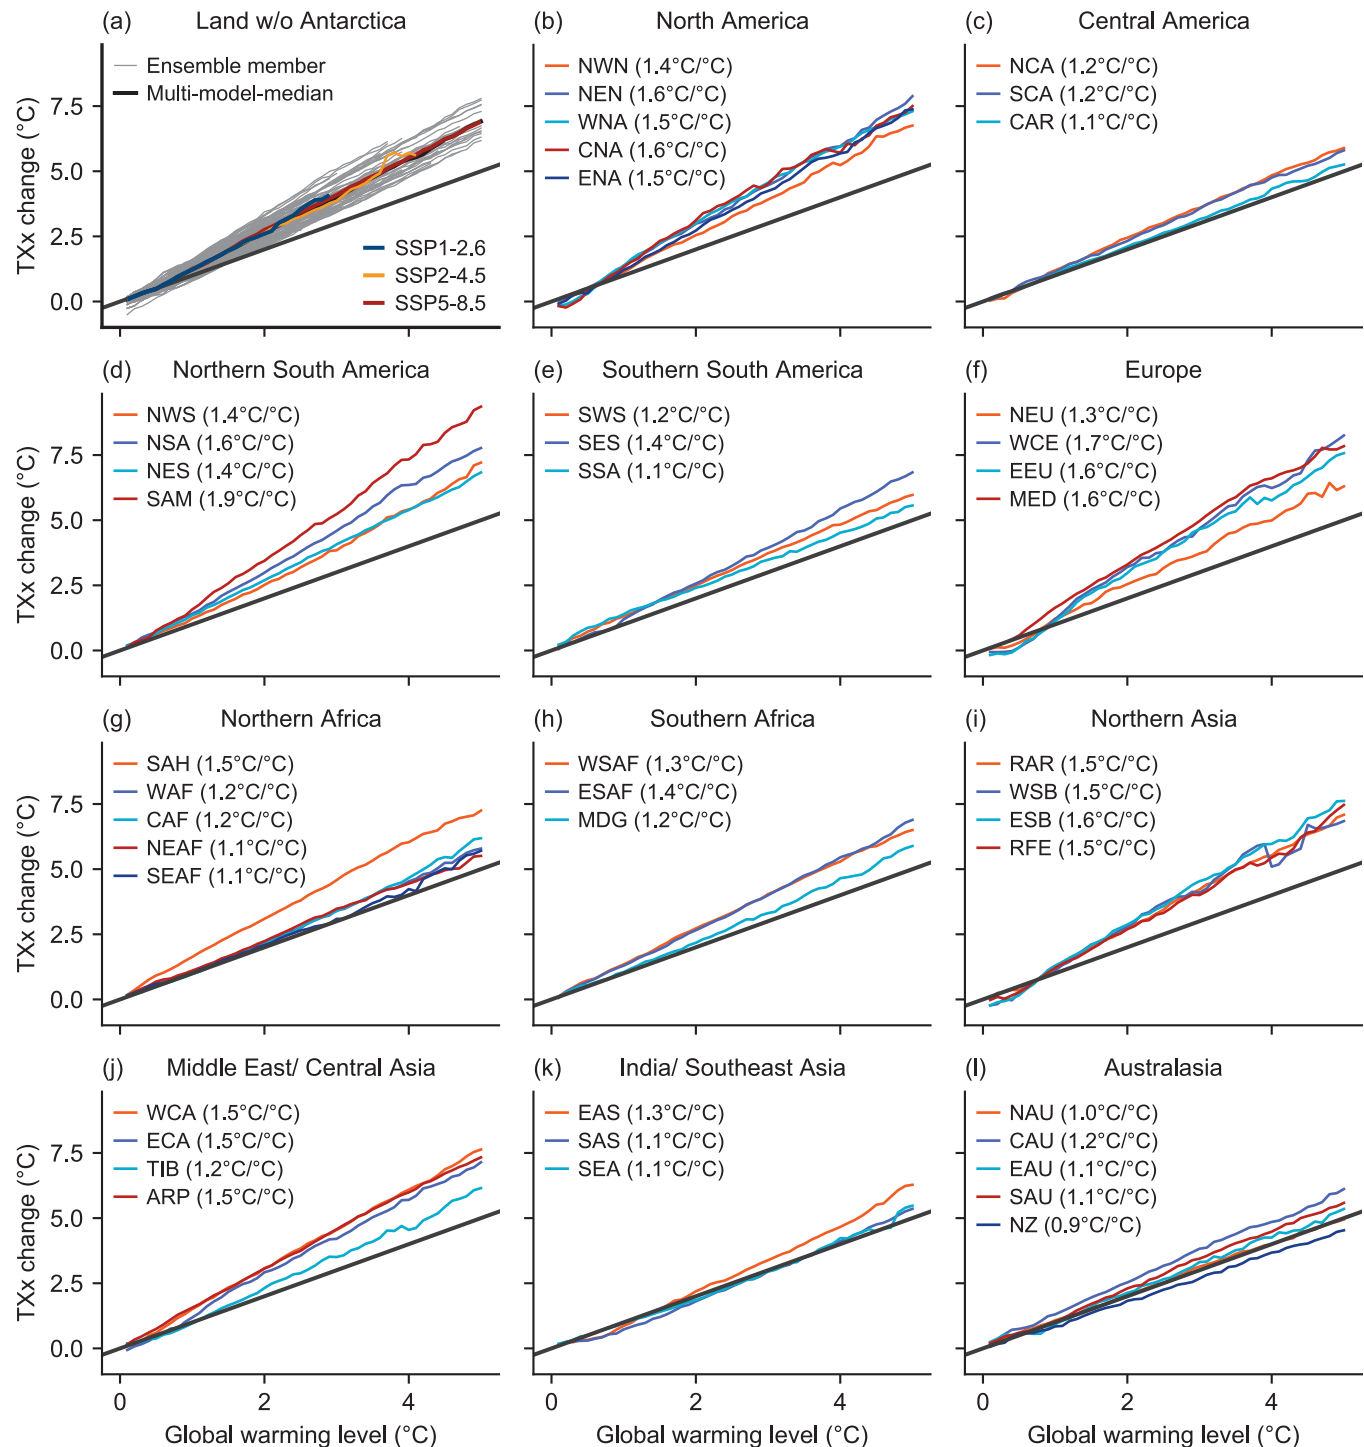 (a) Land w/o Antarctica
Ensemble member
Multi-model-median
SSP1-2.6
SSP2-4.5
SSP5-8.5
TXx change (°C)
7.5
5.0
2.5
0.0
0
2
4
(b) North America
NWN (1.4°C/°C)
NEN (1.6°C/°C)
WNA (1.5°C/°C)
CNA (1.6°C/°C)
ENA (1.5°C/°C)
0
2
4
(c) Central America
NCA (1.2°C/°C)
SCA (1.2°C/°C)
CAR (1.1°C/°C)
0
2
4
(d) Northern South America
NWS (1.4°C/°C)
NSA (1.6°C/°C)
NES (1.4°C/°C)
SAM (1.9°C/°C)
TXx change (°C)
7.5
5.0
2.5
0.0
(e) Southern South America
SWS (1.2°C/°C)
SES (1.4°C/°C)
SSA (1.1°C/°C)
(f) Europe
NEU (1.3°C/°C)
WCE (1.7°C/°C)
EEU (1.6°C/°C)
MED (1.6°C/°C)
(g) Northern Africa
SAH (1.5°C/°C)
WAF (1.2°C/°C)
CAF (1.2°C/°C)
NEAF (1.1°C/°C)
SEAF (1.1°C/°C)
TXx change (°C)
7.5
5.0
2.5
0.0
(h) Southern Africa
WSAF (1.3°C/°C)
ESAF (1.4°C/°C)
MDG (1.2°C/°C)
(i) Northern Asia
RAR (1.5°C/°C)
WSB (1.5°C/°C)
ESB (1.6°C/°C)
RFE (1.5°C/°C)
(j) Middle East/ Central Asia
WCA (1.5°C/°C)
ECA (1.5°C/°C)
TIB (1.2°C/°C)
ARP (1.5°C/°C)
TXx change (°C)
7.5
5.0
2.5
0.0
0
2
4
Global warming level (°C)
(k) India/ Southeast Asia
EAS (1.3°C/°C)
SAS (1.1°C/°C)
SEA (1.1°C/°C)
0
2
4
Global warming level (°C)
(l) Australasia
NAU (1.0°C/°C)
CAU (1.2°C/°C)
EAU (1.1°C/°C)
SAU (1.1°C/°C)
NZ (0.9°C/°C)
0
2
4
Global warming level (°C)